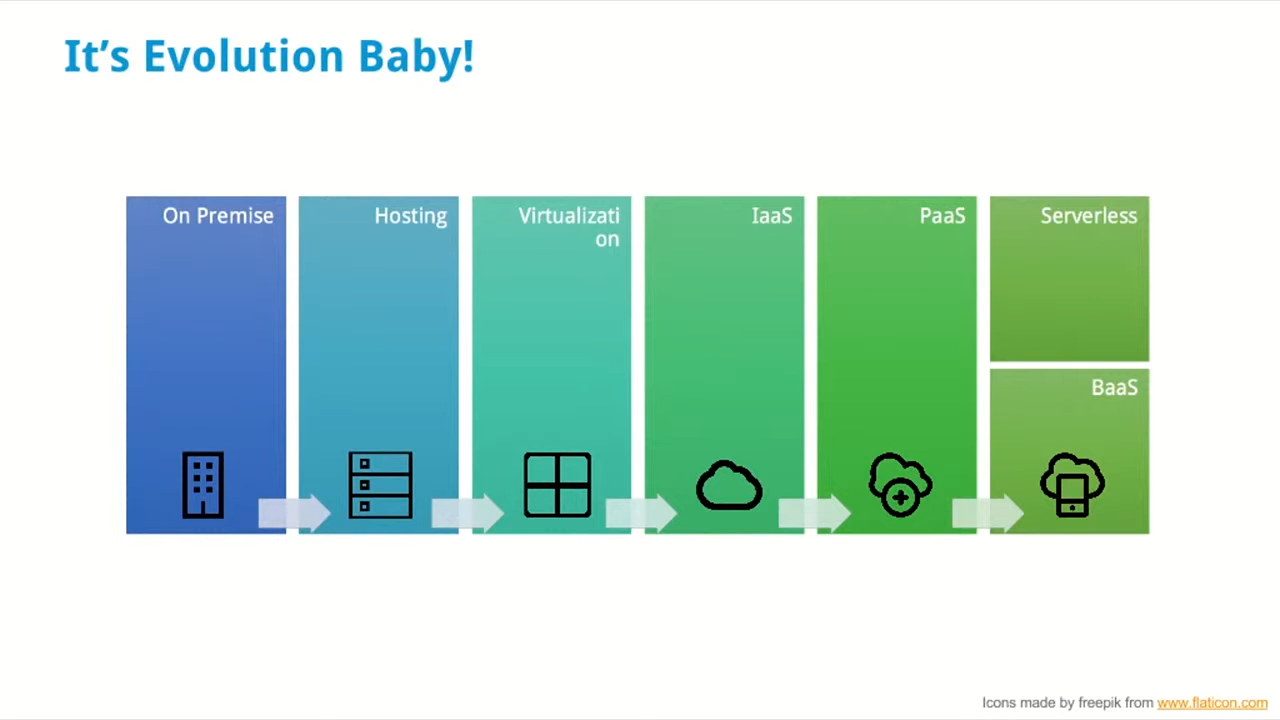 It’s Evolution Baby!
On Premise
Hosting
Virtualizati
on
IaaS
PaaS
Serverless
BaaS
Icons made by freepik from www.flaticon.com